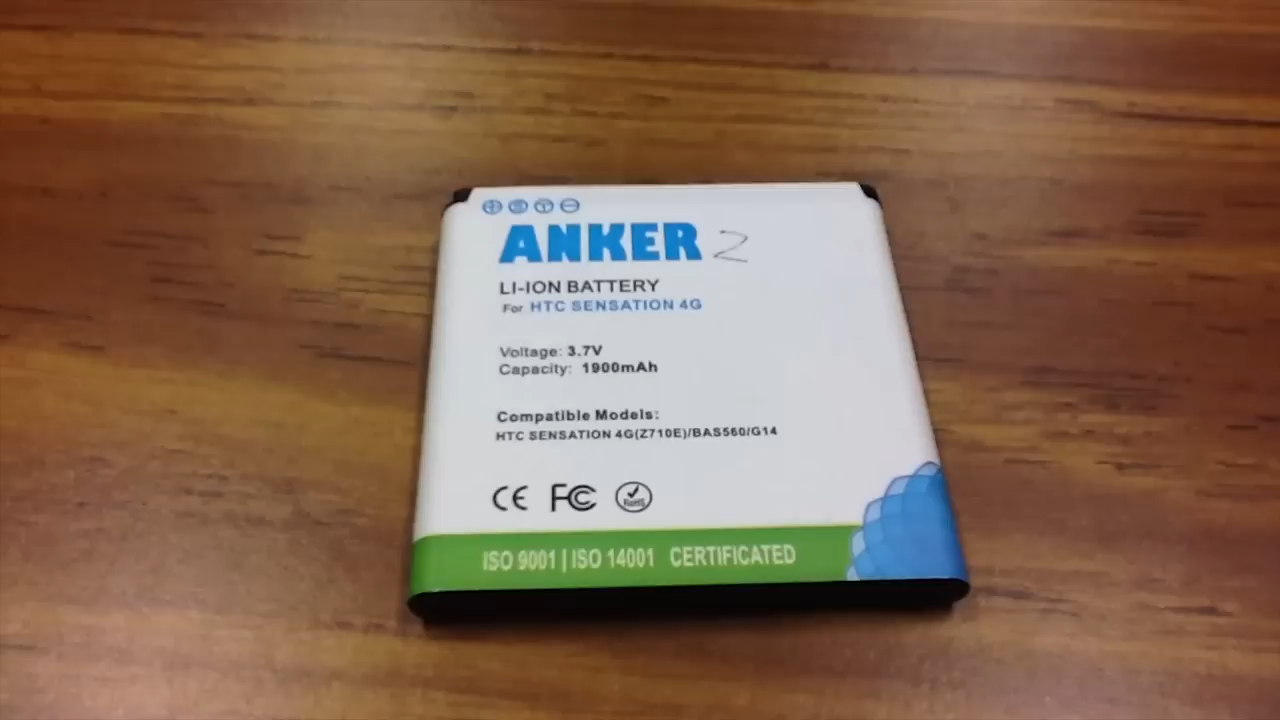 ANKER 2
LI-ION BATTERY
For HTC SENSATION 4G
Voltage: 3.7V
Capacity: 1900mAh
Compatible Models:
HTC SENSATION 4G(Z710E)/BAS560/G14
CE FC RoHS
ISO 9001 | ISO 14001 CERTIFICATED